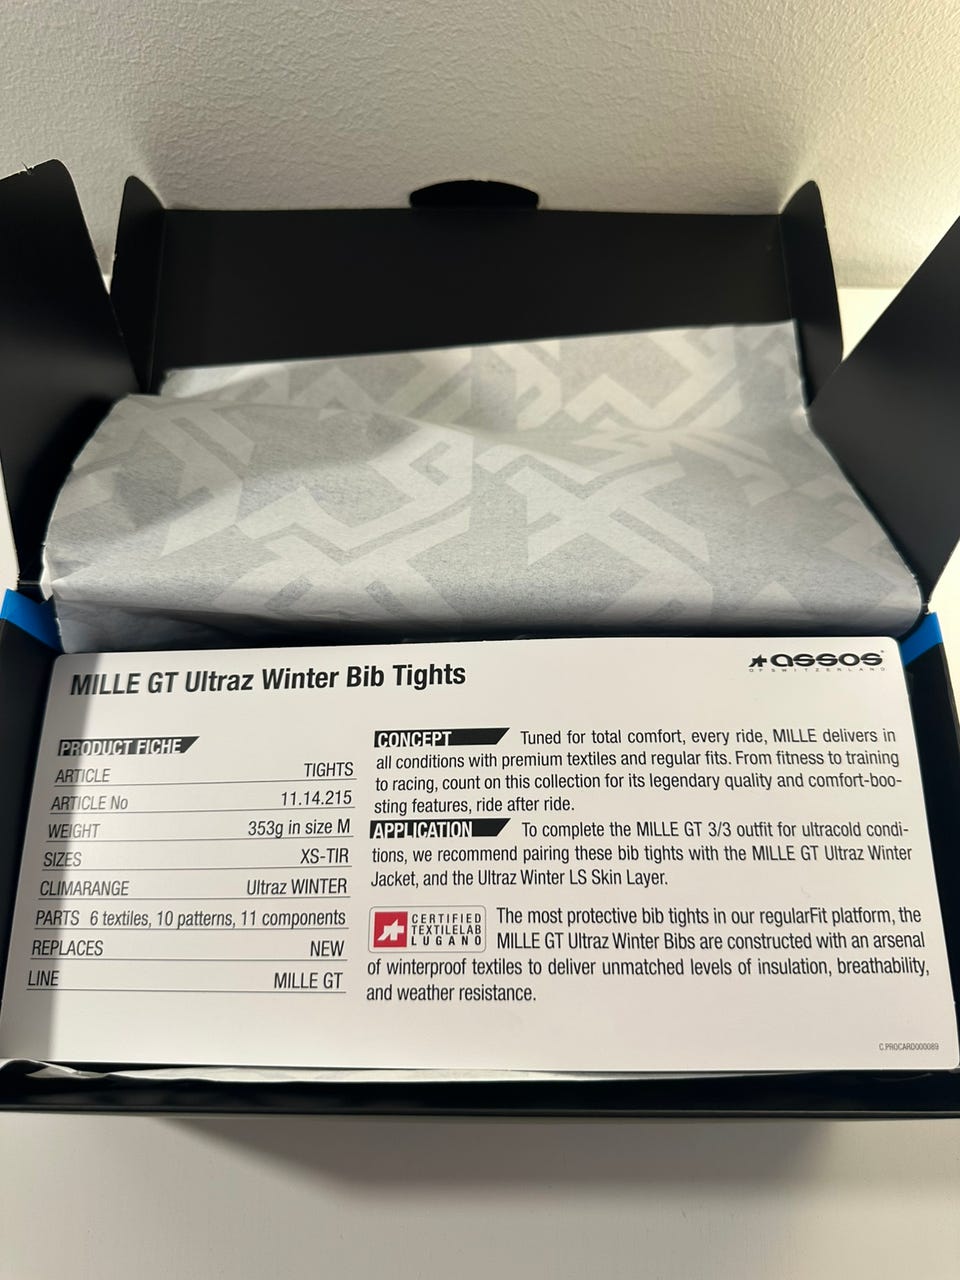 MILLE GT Ultraz Winter Bib Tights
assos
OF SWITZERLAND
PRODUCT FICHE
ARTICLE TIGHTS
ARTICLE No 11.14.215
WEIGHT 353g in size M
SIZES XS-TIR
CLIMARANGE Ultraz WINTER
PARTS 6 textiles, 10 patterns, 11 components
REPLACES NEW
LINE MILLE GT
CONCEPT Tuned for total comfort, every ride, MILLE delivers in
all conditions with premium textiles and regular fits. From fitness to training
to racing, count on this collection for its legendary quality and comfort-boo-
sting features, ride after ride.
APPLICATION To complete the MILLE GT 3/3 outfit for ultracold condi-
tions, we recommend pairing these bib tights with the MILLE GT Ultraz Winter
Jacket, and the Ultraz Winter LS Skin Layer.
CERTIFIED
TEXTILELAB
LUGANO
The most protective bib tights in our regularFit platform, the
MILLE GT Ultraz Winter Bibs are constructed with an arsenal
of winterproof textiles to deliver unmatched levels of insulation, breathability,
and weather resistance.
C.PROCARD000089